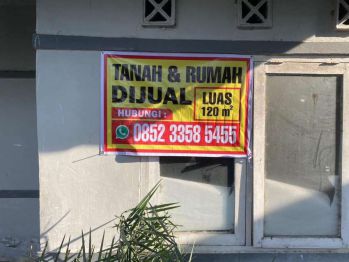 TANAH & RUMAH
DIJUAL
LUAS
120 m²
HUBUNGI :
0852 3358 5455